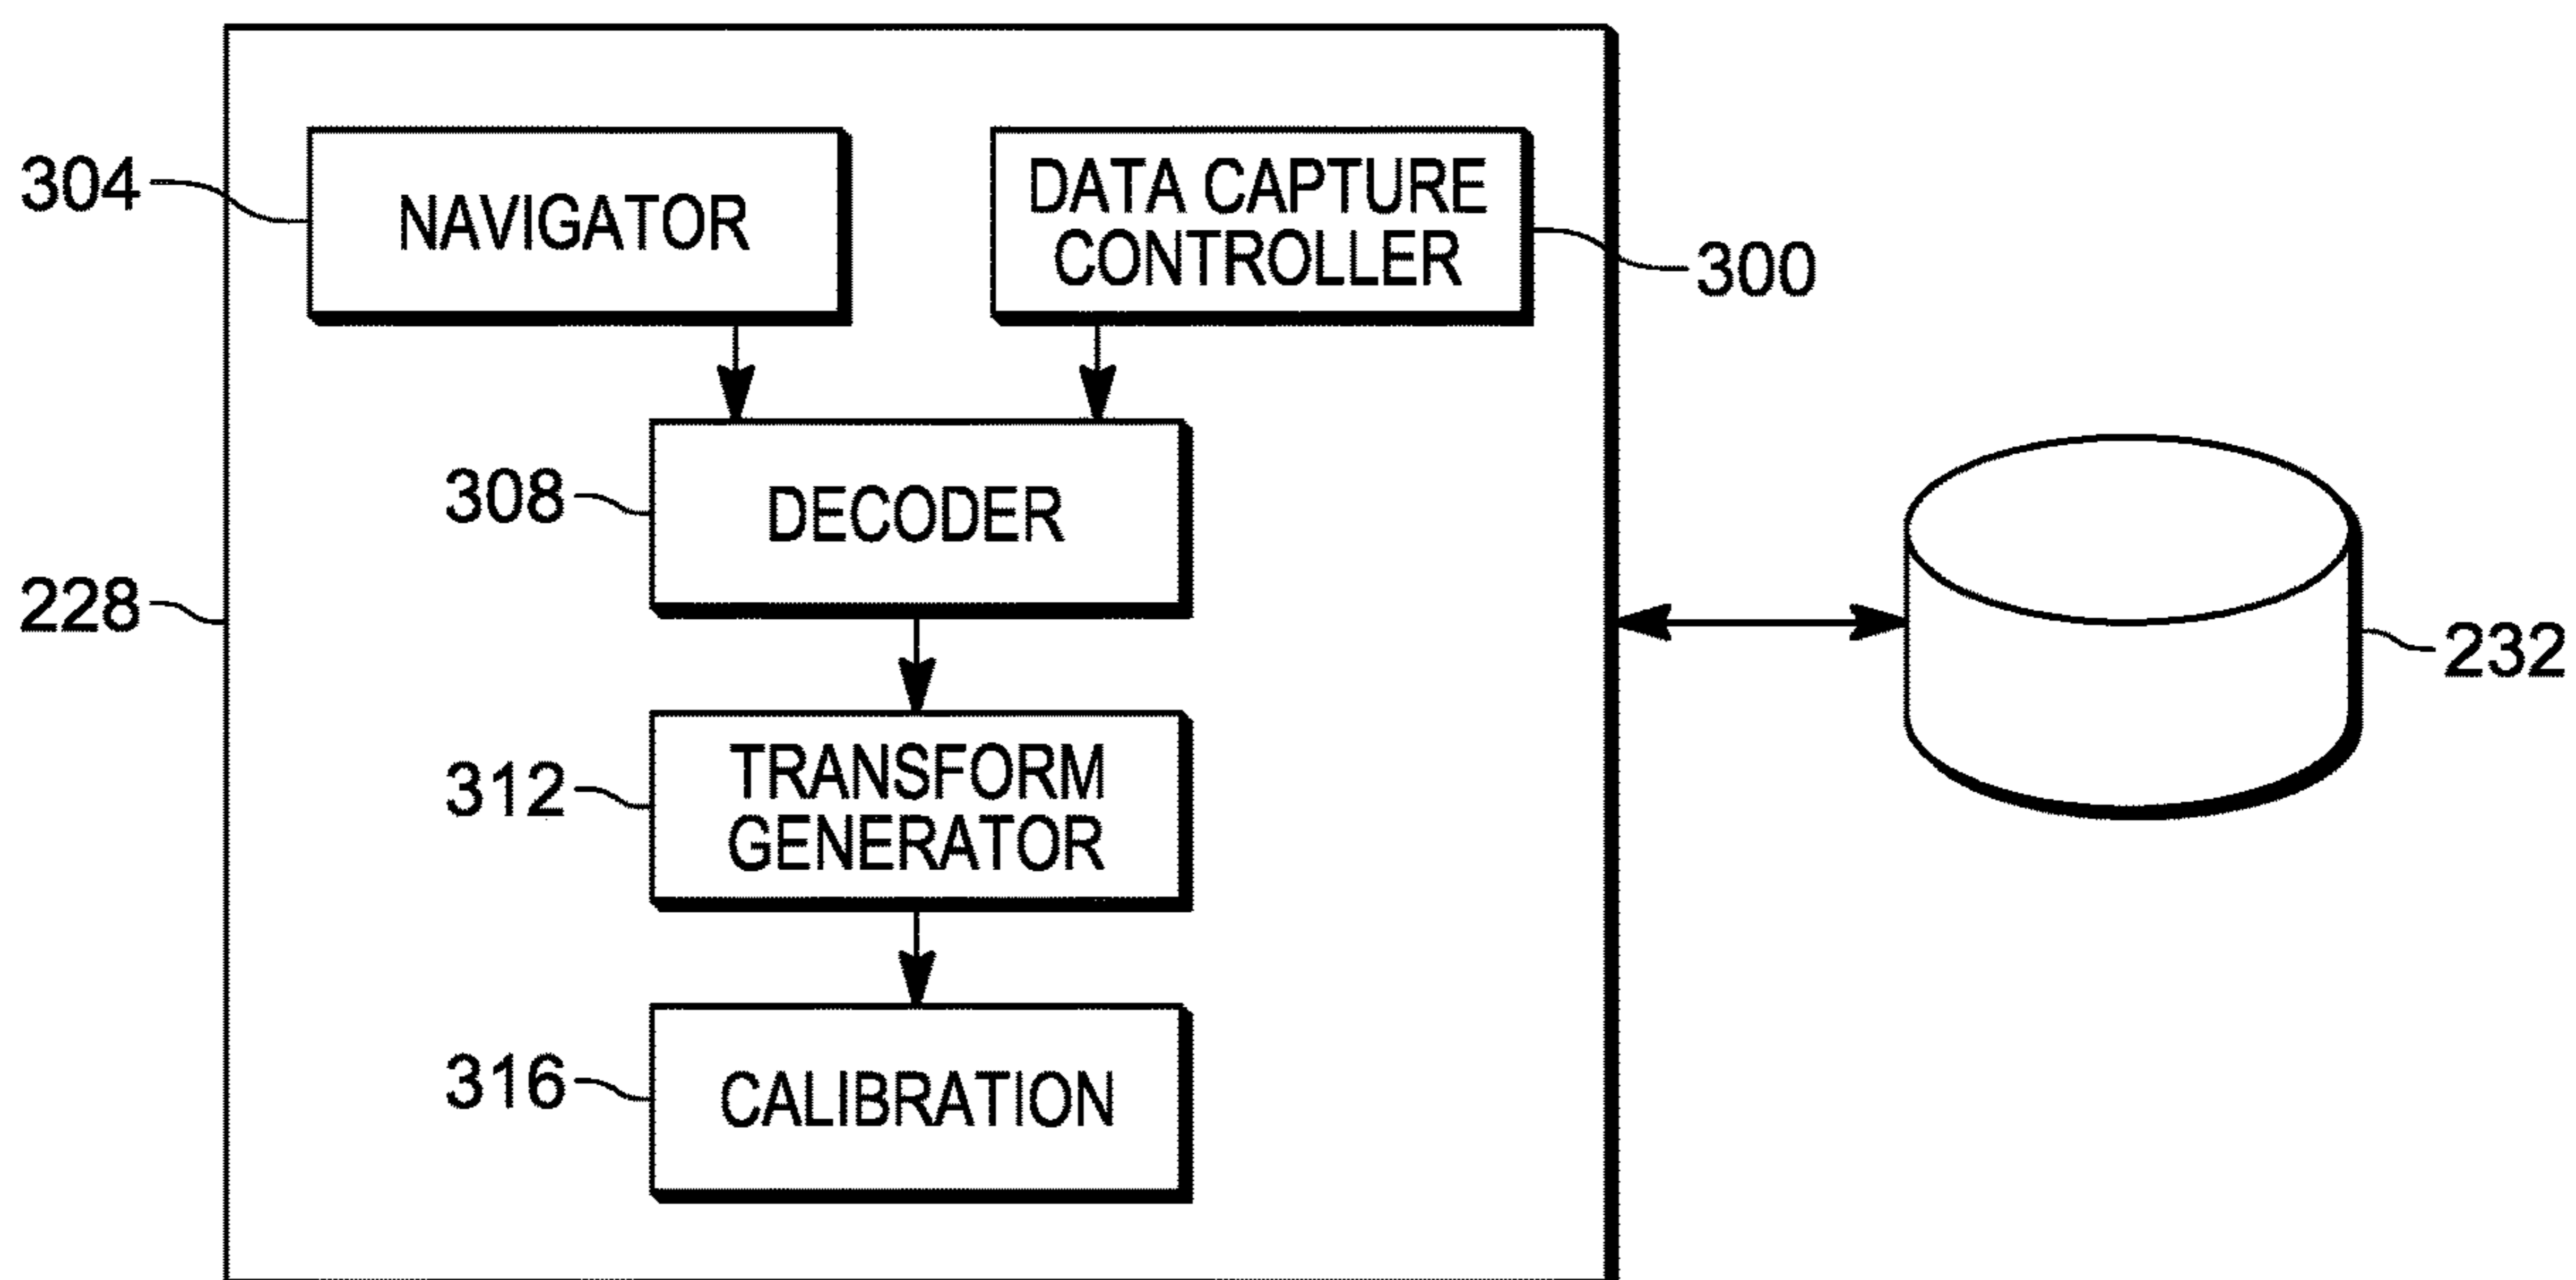 304
NAVIGATOR
DATA CAPTURE
CONTROLLER
300
308
DECODER
228
232
312
TRANSFORM
GENERATOR
316
CALIBRATION